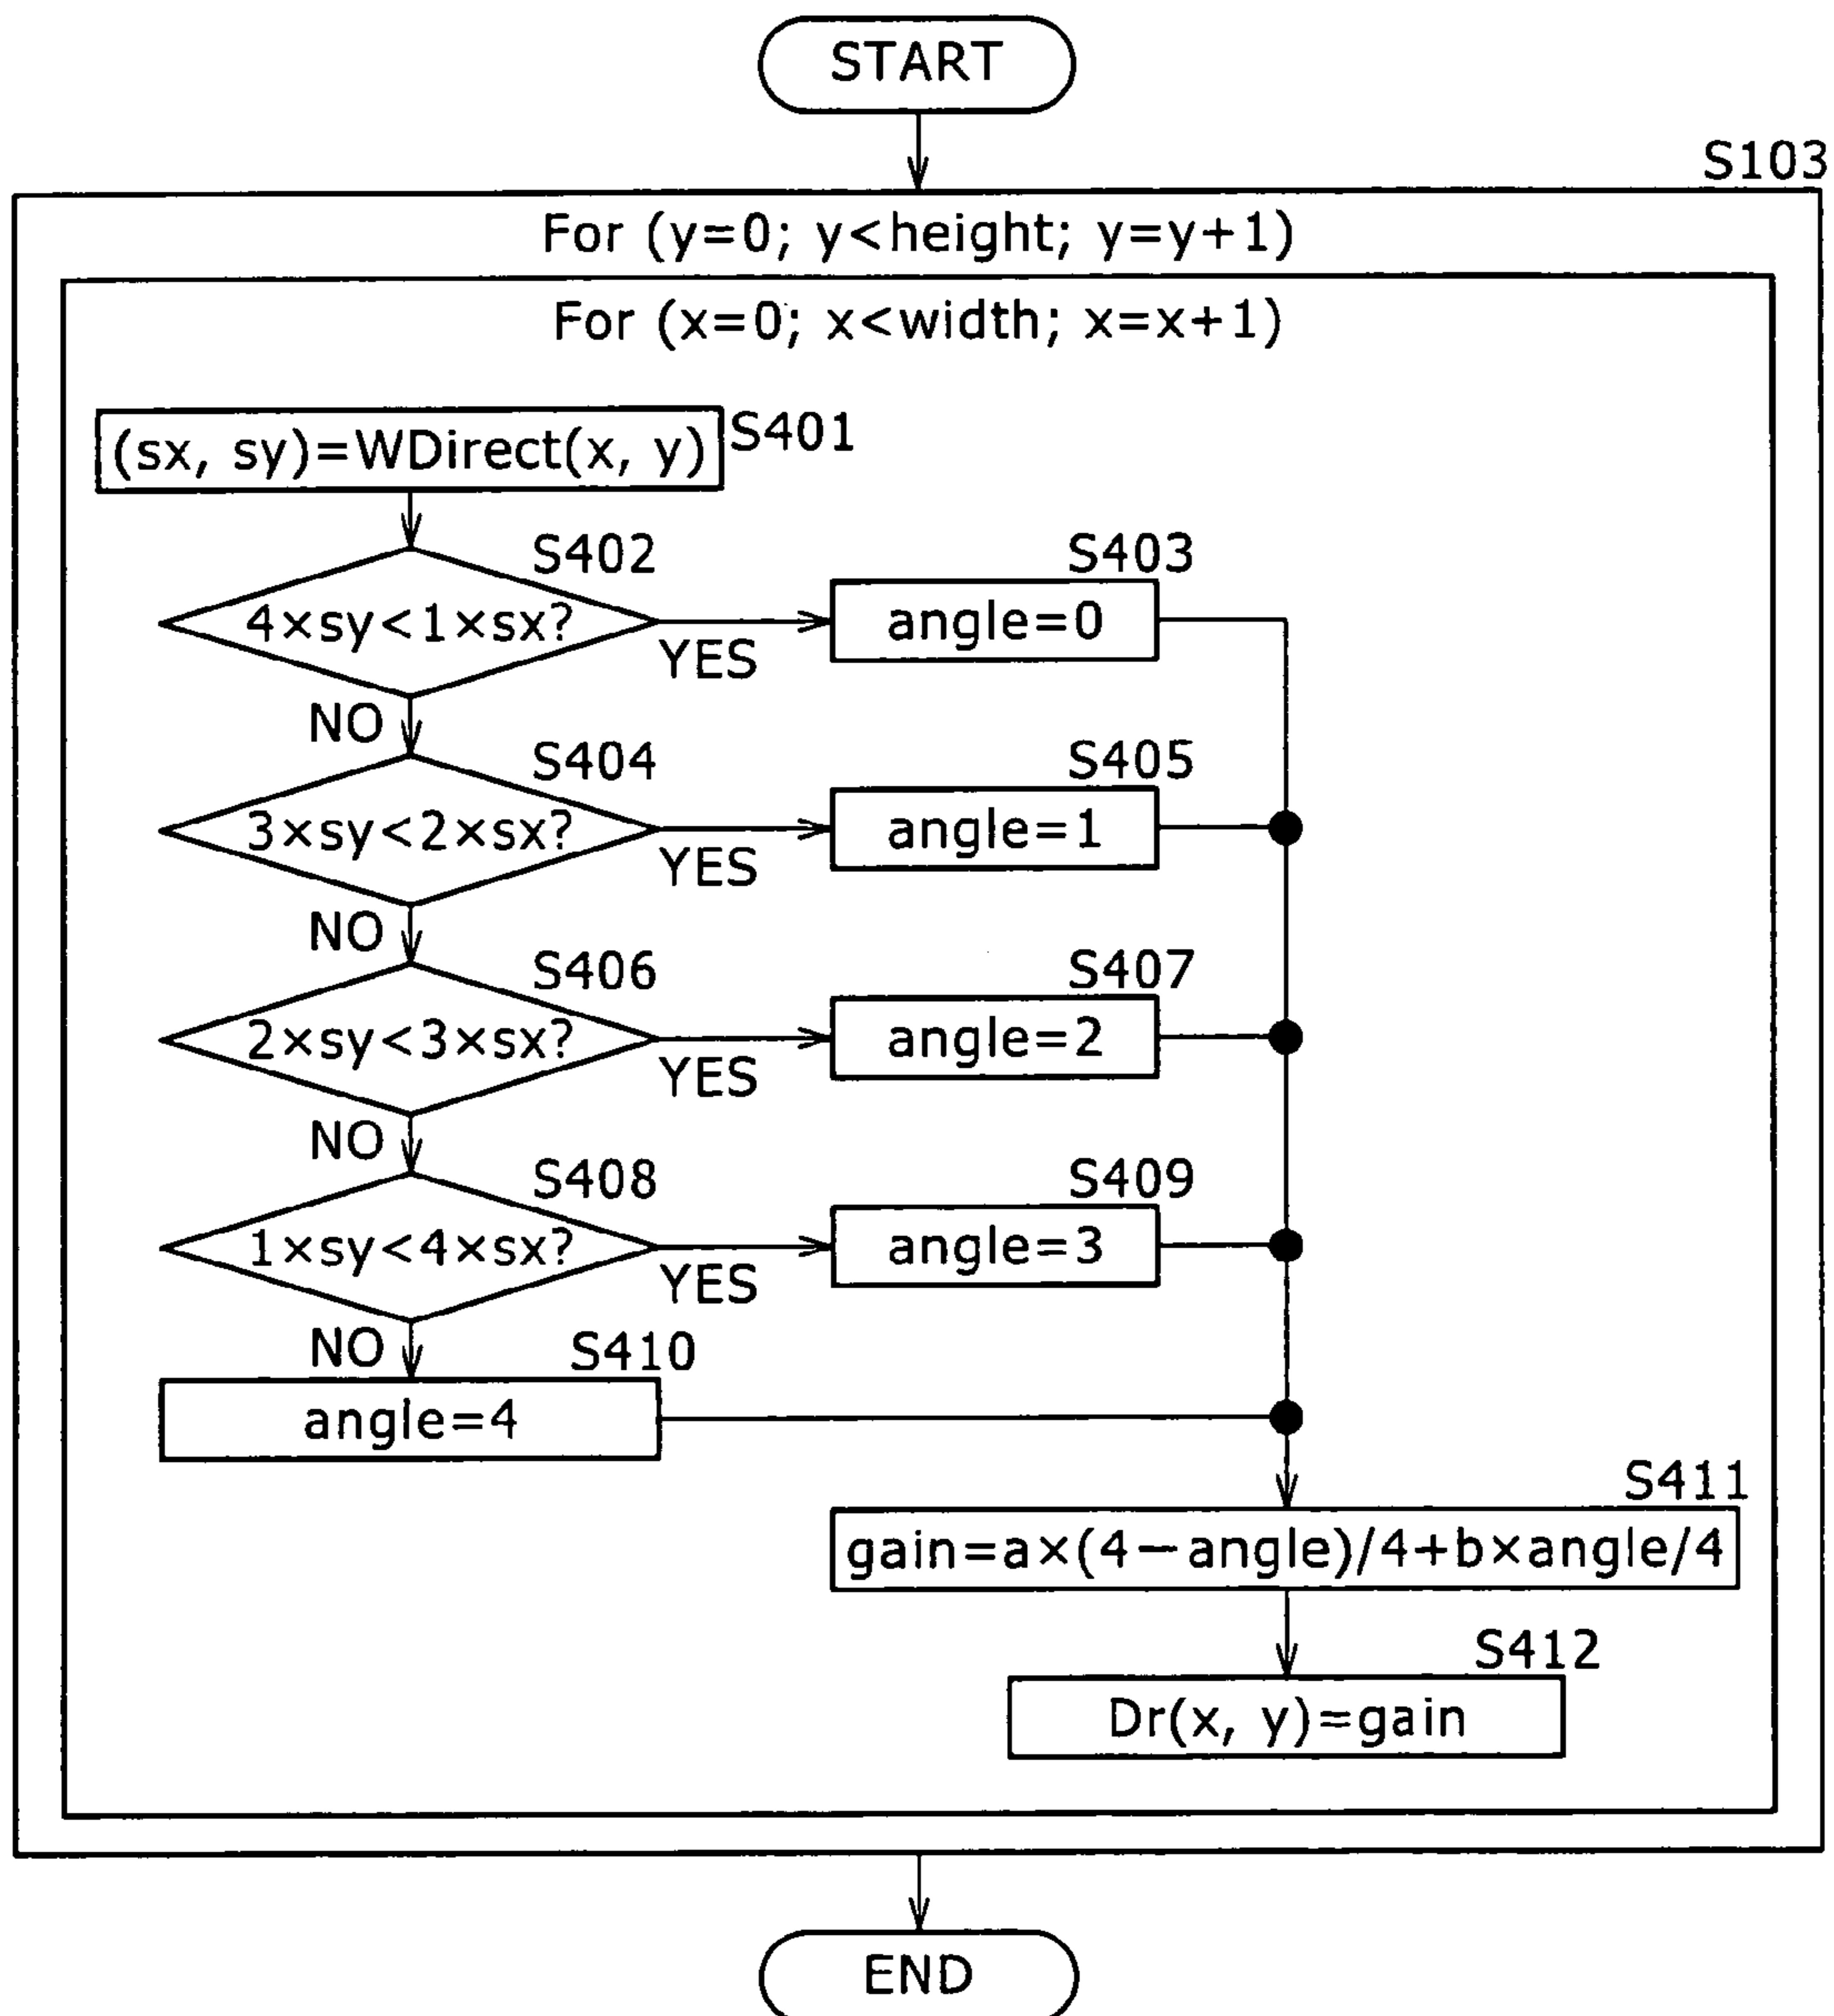 START
S103
For (y=0; y<height; y=y+1)
For (x=0; x<width; x=x+1)
(sx, sy)=WDirect(x, y)
S401
S402
4×sy<1×sx?
YES
S403
angle=0
NO
S404
3×sy<2×sx?
YES
S405
angle=1
NO
S406
2×sy<3×sx?
YES
S407
angle=2
NO
S408
1×sy<4×sx?
YES
S409
angle=3
NO
S410
angle=4
S411
gain=a×(4−angle)/4+b×angle/4
S412
Dr(x, y)=gain
END